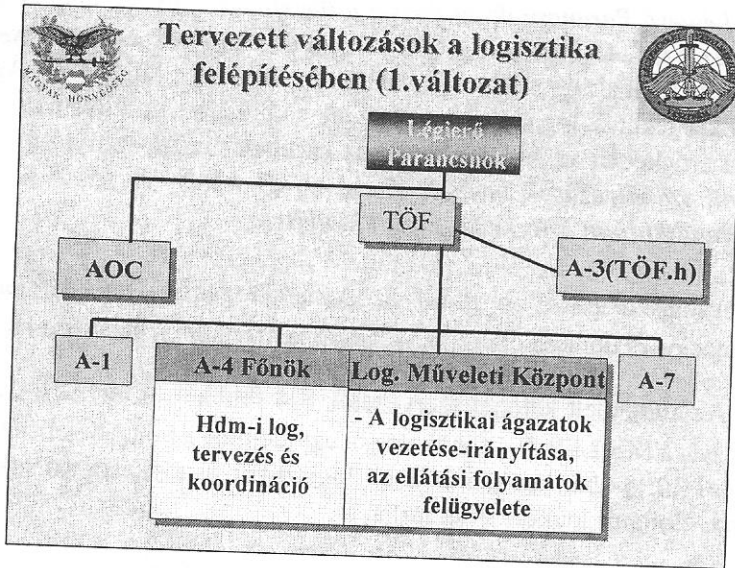 Tervezett változások a logisztika
felépítésében (1.változat)
MAGYAR HONVÉDSÉG
Légierő
Parancsnok
TÖF
AOC
A-3(TÖF.h)
A-1
A-4 Főnök
Log. Műveleti Központ
A-7
Hdm-i log,
tervezés és
koordináció
- A logisztikai ágazatok
vezetése-irányítása,
az ellátási folyamatok
felügyelete